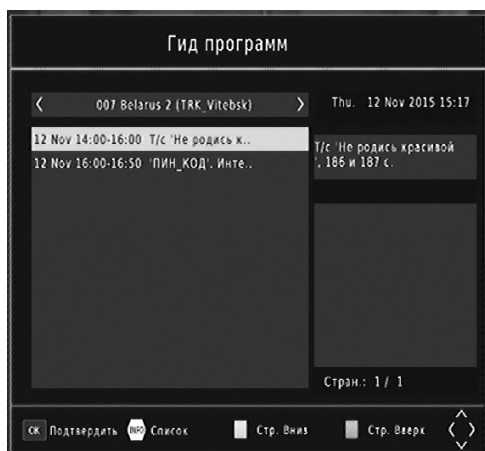 Гид программ
007 Belarus 2 (TRK_Vitebsk)
Thu. 12 Nov 2015 15:17
12 Nov 14:00-16:00 Т/с 'Не родись к..
12 Nov 16:00-16:50 'ПИН_КОД'. Инте..
Т/с 'Не родись красивой
', 186 и 187 с.
Стран.: 1/ 1
OK Подтвердить INFO Список Стр. Вниз Стр. Вверх